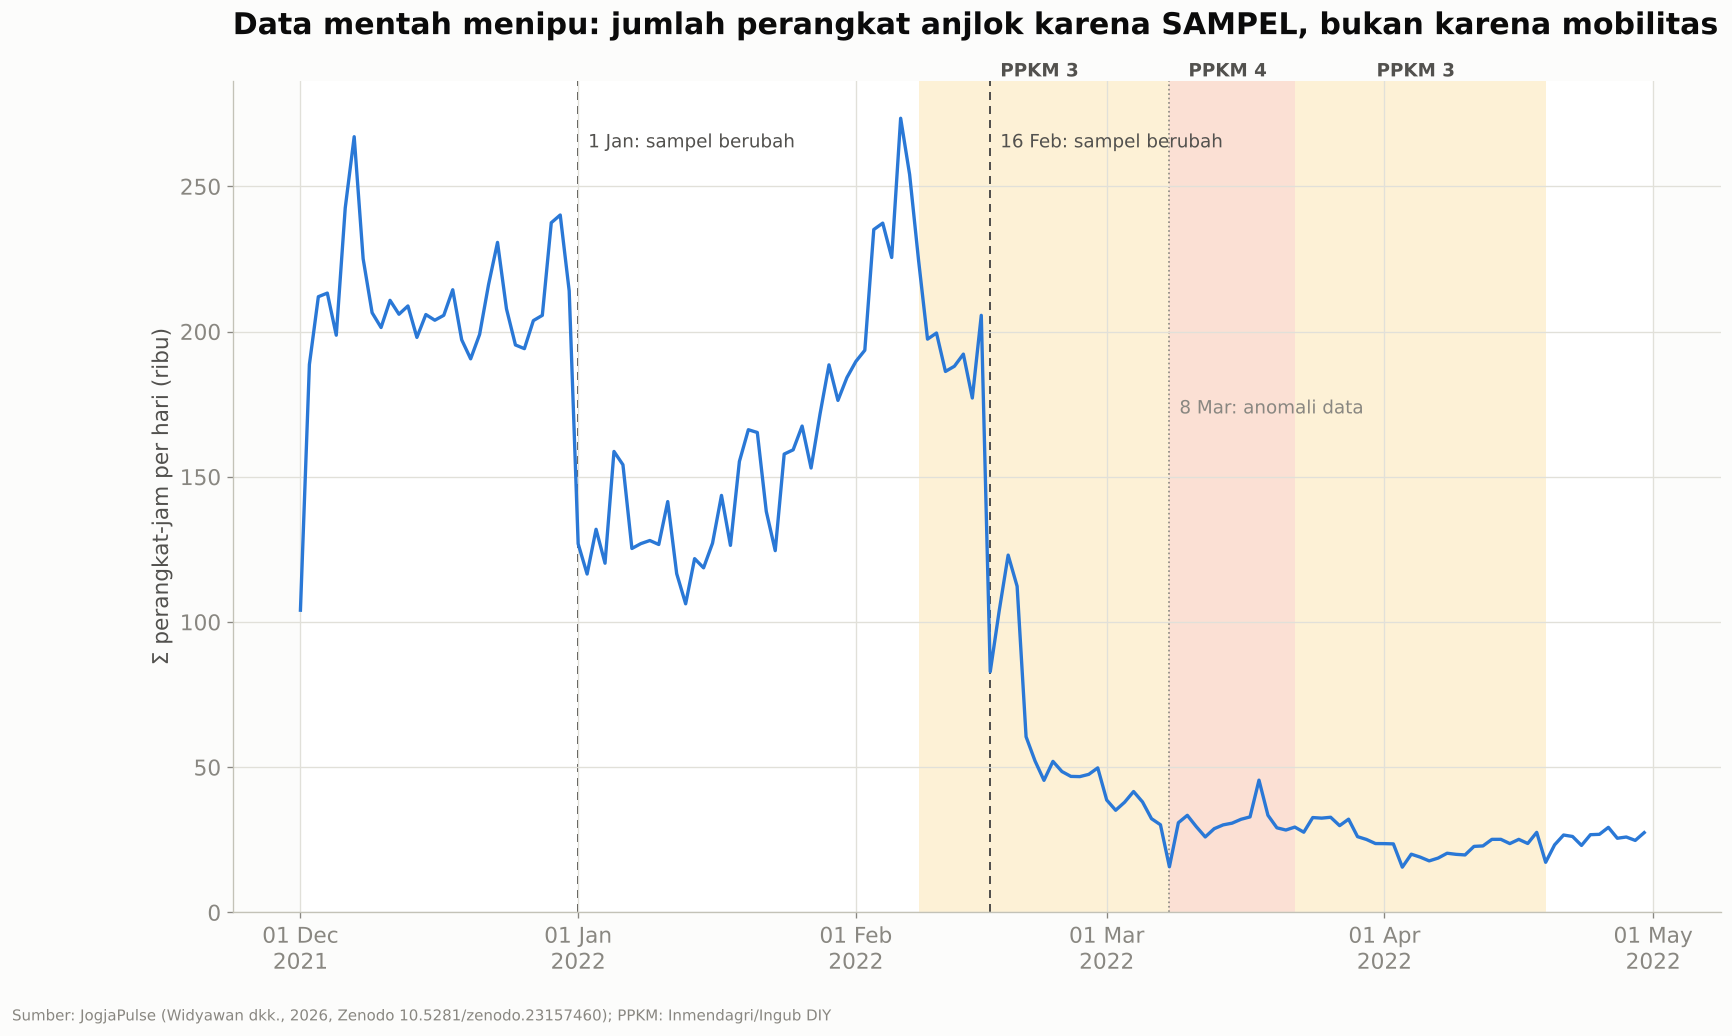 Data mentah menipu: jumlah perangkat anjlok karena SAMPEL, bukan karena mobilitas
PPKM 3
PPKM 4
PPKM 3
1 Jan: sampel berubah
16 Feb: sampel berubah
8 Mar: anomali data
Σ perangkat-jam per hari (ribu)
250
200
150
100
50
0
01 Dec
2021
01 Jan
2022
01 Feb
2022
01 Mar
2022
01 Apr
2022
01 May
2022
Sumber: JogjaPulse (Widyawan dkk., 2026, Zenodo 10.5281/zenodo.23157460); PPKM: Inmendagri/Ingub DIY